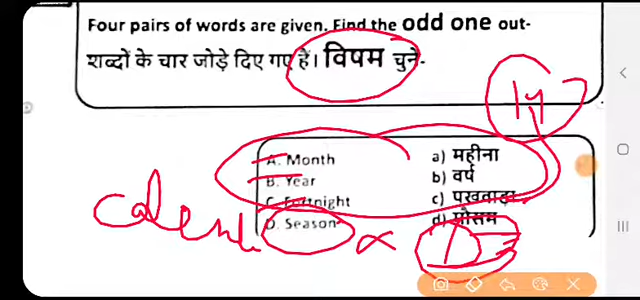 Four pairs of words are given. Find the odd one out-
शब्दों के चार जोड़े दिए गए हैं। विषम चुनें-
A. Month a) महीना
B. Year b) वर्ष
C. Fortnight c) पखवाड़ा
D. Season d) मौसम